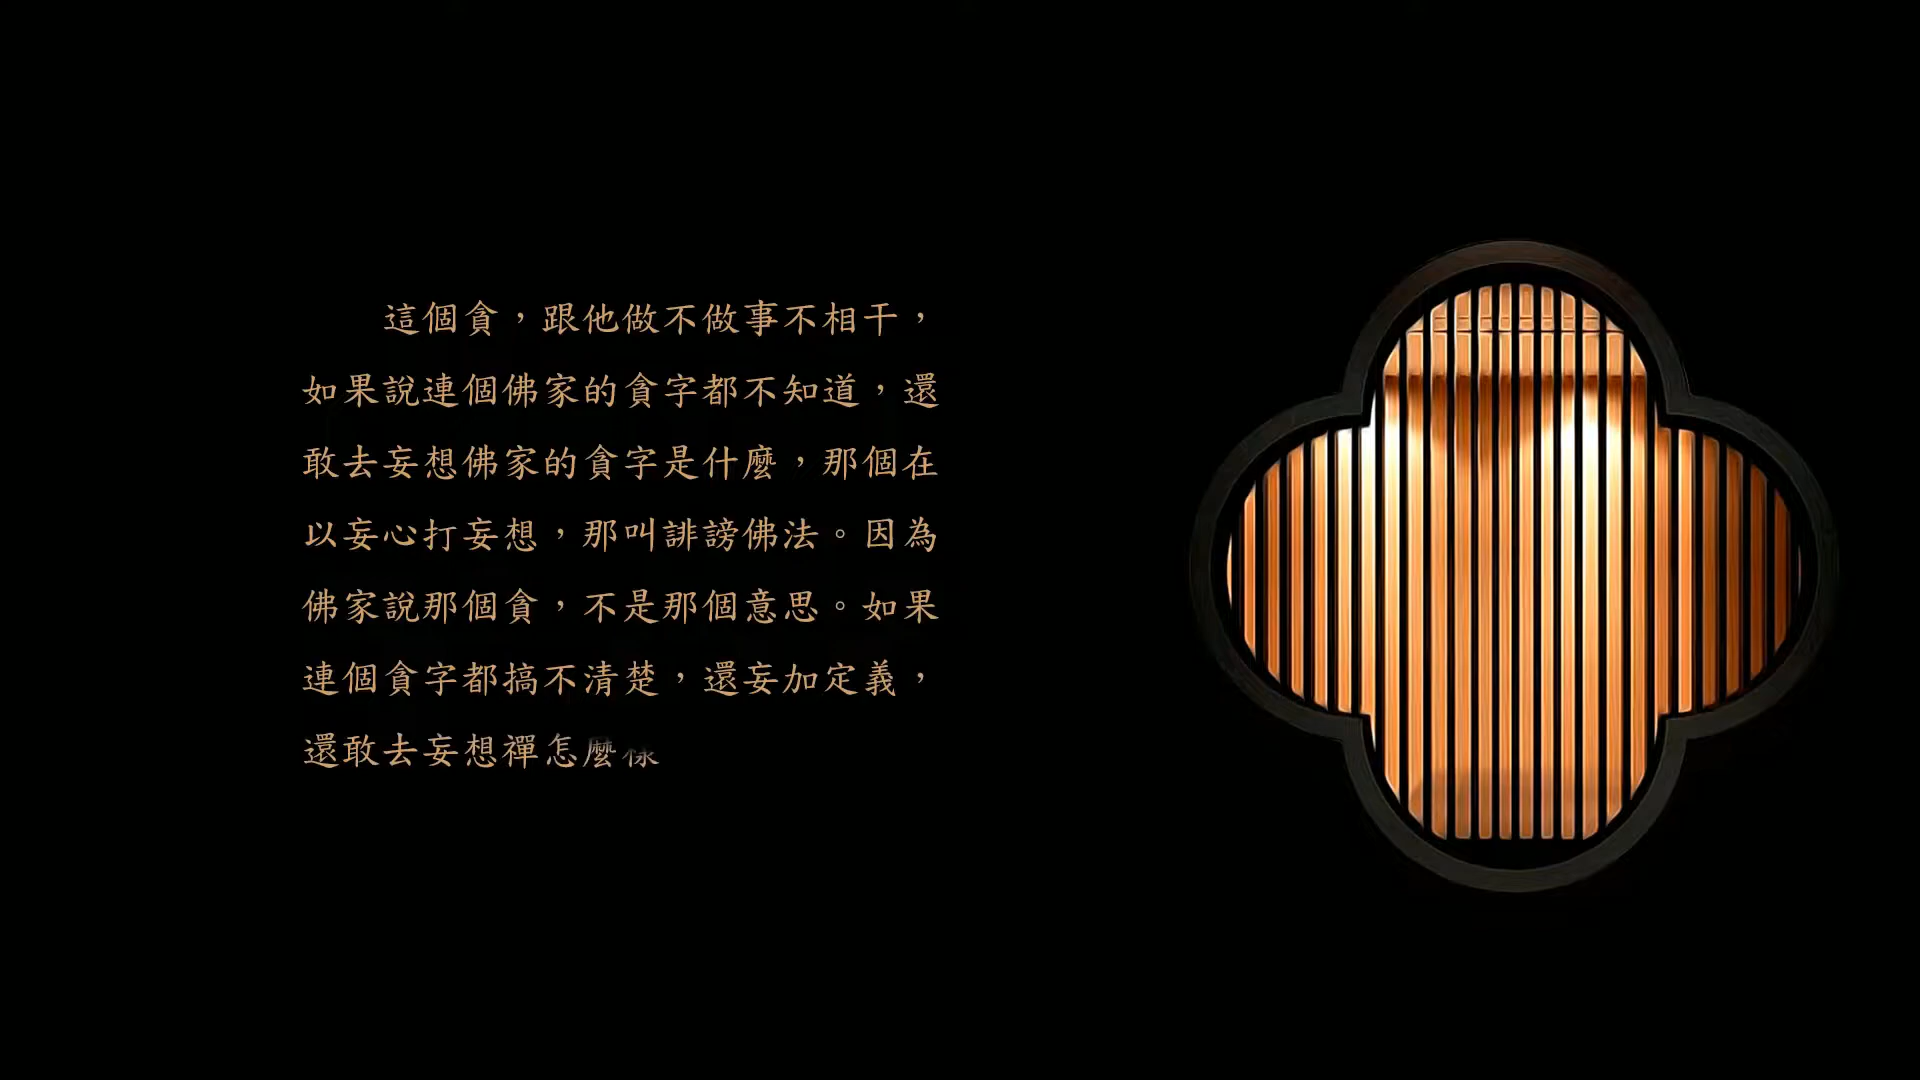 這個貪，跟他做不做事不相干，
如果說連個佛家的貪字都不知道，還
敢去妄想佛家的貪字是什麼，那個在
以妄心打妄想，那叫誹謗佛法。因為
佛家說那個貪，不是那個意思。如果
連個貪字都搞不清楚，還妄加定義，
還敢去妄想禪怎麼樣